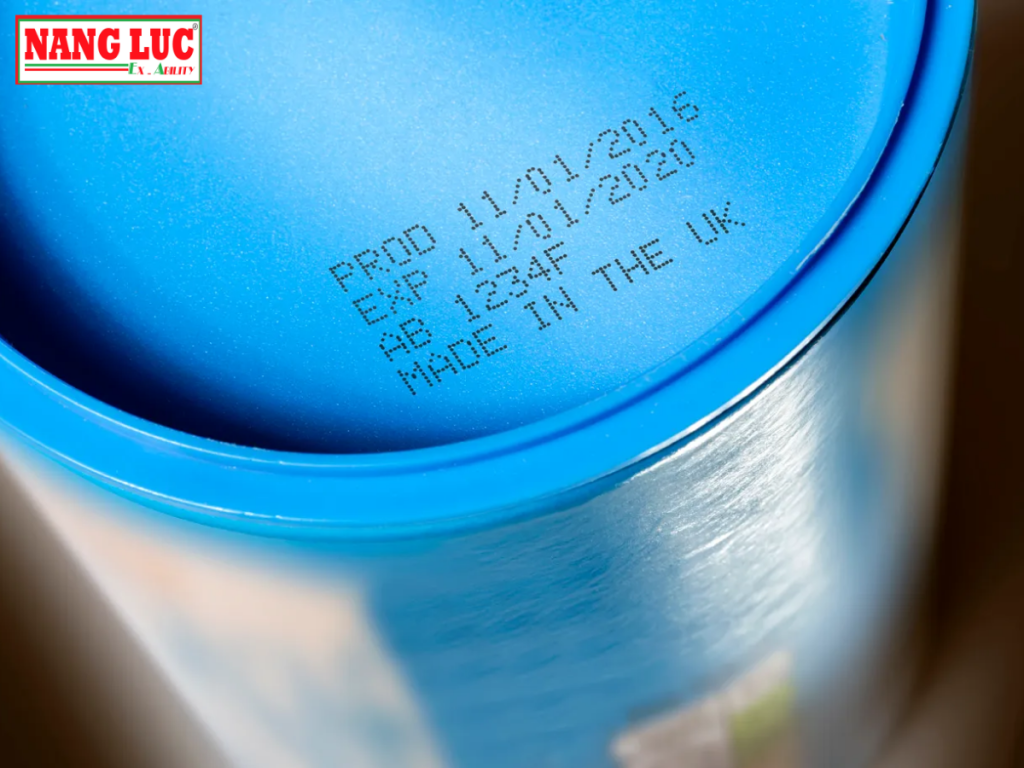 NANG LUC®
Ex - Ability
PROD 11/01/2016
EXP 11/01/2020
AB 1234F
MADE IN THE UK